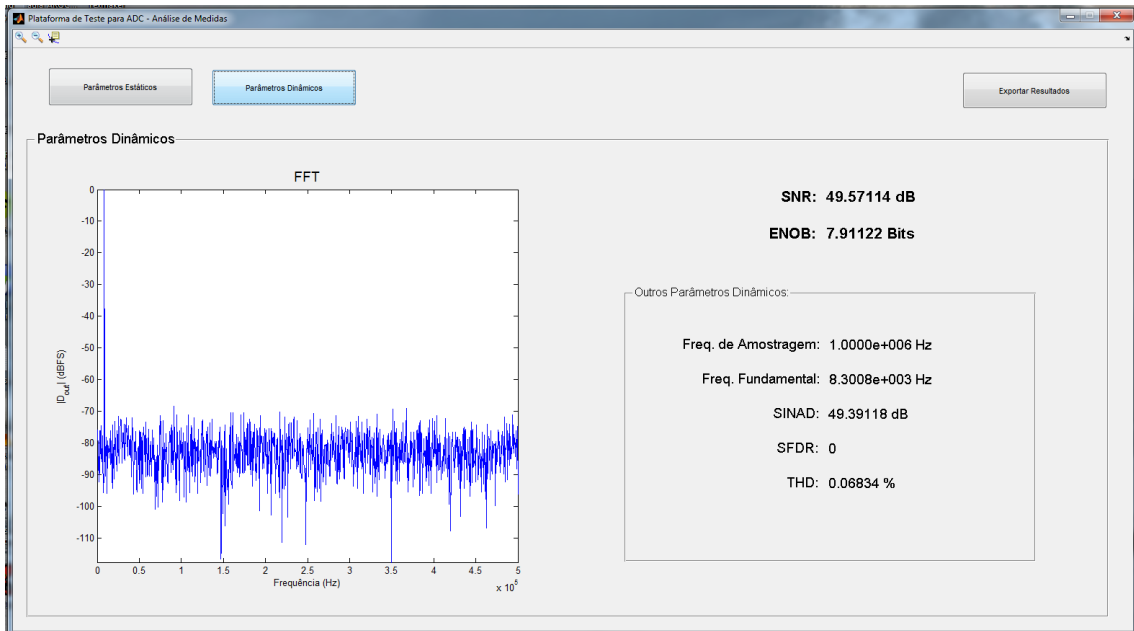 Plataforma de Teste para ADC - Análise de Medidas
Parâmetros Estáticos
Parâmetros Dinâmicos
Exportar Resultados
Parâmetros Dinâmicos
FFT
0
-10
-20
-30
-40
-50
-60
-70
-80
-90
-100
-110
|D_out| (dBFS)
0 0.5 1 1.5 2 2.5 3 3.5 4 4.5 5
Frequência (Hz)
x 10^5
SNR: 49.57114 dB
ENOB: 7.91122 Bits
Outros Parâmetros Dinâmicos:
Freq. de Amostragem: 1.0000e+006 Hz
Freq. Fundamental: 8.3008e+003 Hz
SINAD: 49.39118 dB
SFDR: 0
THD: 0.06834 %